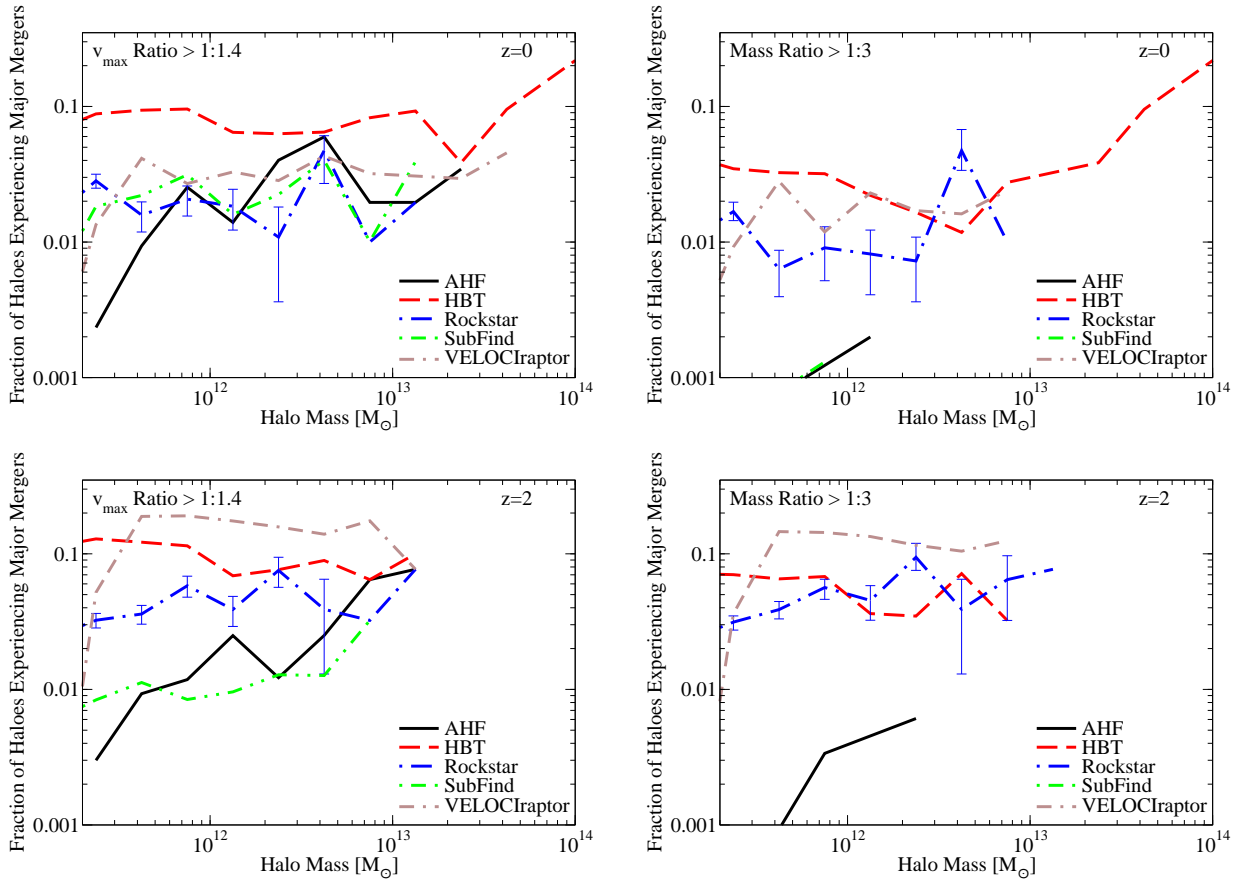 v_max Ratio > 1:1.4
z=0
Fraction of Haloes Experiencing Major Mergers
0.1
0.01
0.001
AHF
HBT
Rockstar
SubFind
VELOCIraptor
10^12
10^13
10^14
Halo Mass [M_⊙]
Mass Ratio > 1:3
z=0
Fraction of Haloes Experiencing Major Mergers
0.1
0.01
0.001
AHF
HBT
Rockstar
SubFind
VELOCIraptor
10^12
10^13
10^14
Halo Mass [M_⊙]
v_max Ratio > 1:1.4
z=2
Fraction of Haloes Experiencing Major Mergers
0.1
0.01
0.001
AHF
HBT
Rockstar
SubFind
VELOCIraptor
10^12
10^13
10^14
Halo Mass [M_⊙]
Mass Ratio > 1:3
z=2
Fraction of Haloes Experiencing Major Mergers
0.1
0.01
0.001
AHF
HBT
Rockstar
SubFind
VELOCIraptor
10^12
10^13
10^14
Halo Mass [M_⊙]